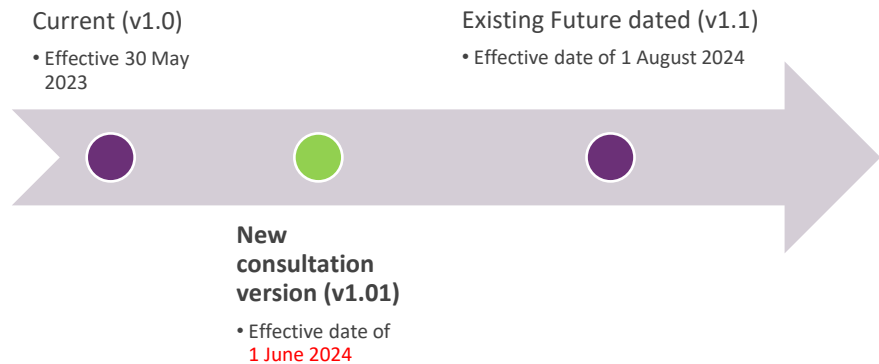 Current (v1.0)
• Effective 30 May
2023
Existing Future dated (v1.1)
• Effective date of 1 August 2024
New
consultation
version (v1.01)
• Effective date of
1 June 2024